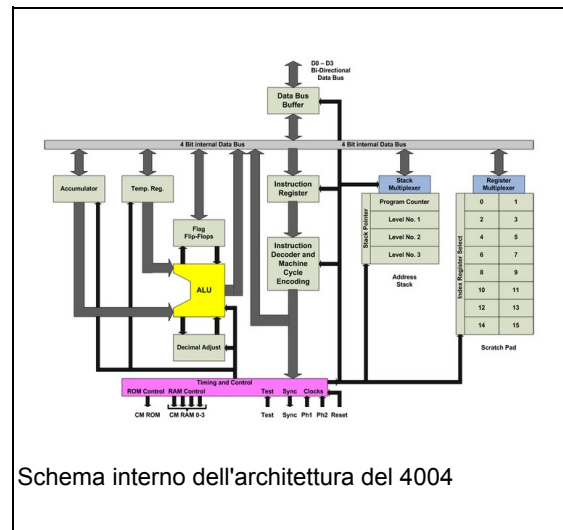 D0 – D3
Bi-Directional
Data Bus
Data Bus
Buffer
4 Bit internal Data Bus
4 Bit internal Data Bus
Accumulator
Temp. Reg.
Instruction
Register
Stack
Multiplexer
Register
Multiplexer
Flag
Flip-Flops
Stack Pointer
Program Counter
Level No. 1
Level No. 2
Level No. 3
Index Register Select
0 1
2 3
4 5
6 7
8 9
10 11
12 13
14 15
Instruction
Decoder and
Machine
Cycle
Encoding
ALU
Address
Stack
Decimal Adjust
Scratch Pad
Timing and Control
ROM Control RAM Control Test Sync Clocks
CM ROM CM RAM 0-3 Test Sync Ph1 Ph2 Reset
Schema interno dell'architettura del 4004